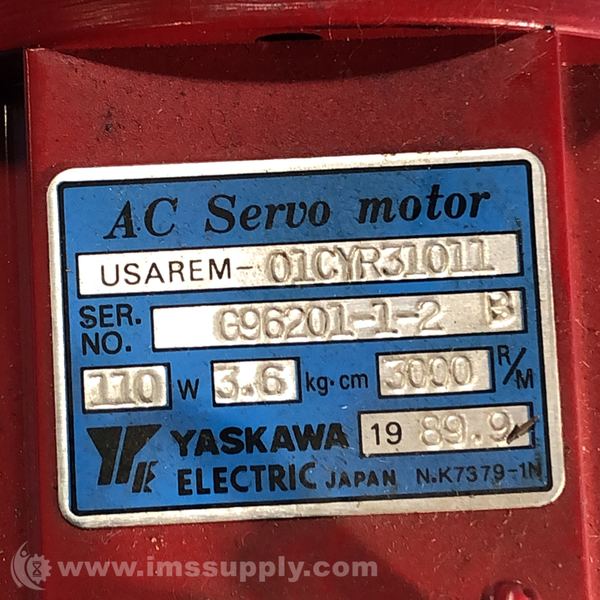 AC Servo motor
USAREM- 01CYR31011
SER. NO. G96201-1-2 B
110 W 3.6 kg·cm 3000 R/M
YASKAWA 19 89.9
ELECTRIC JAPAN N.K7379-1N
www.imssupply.com